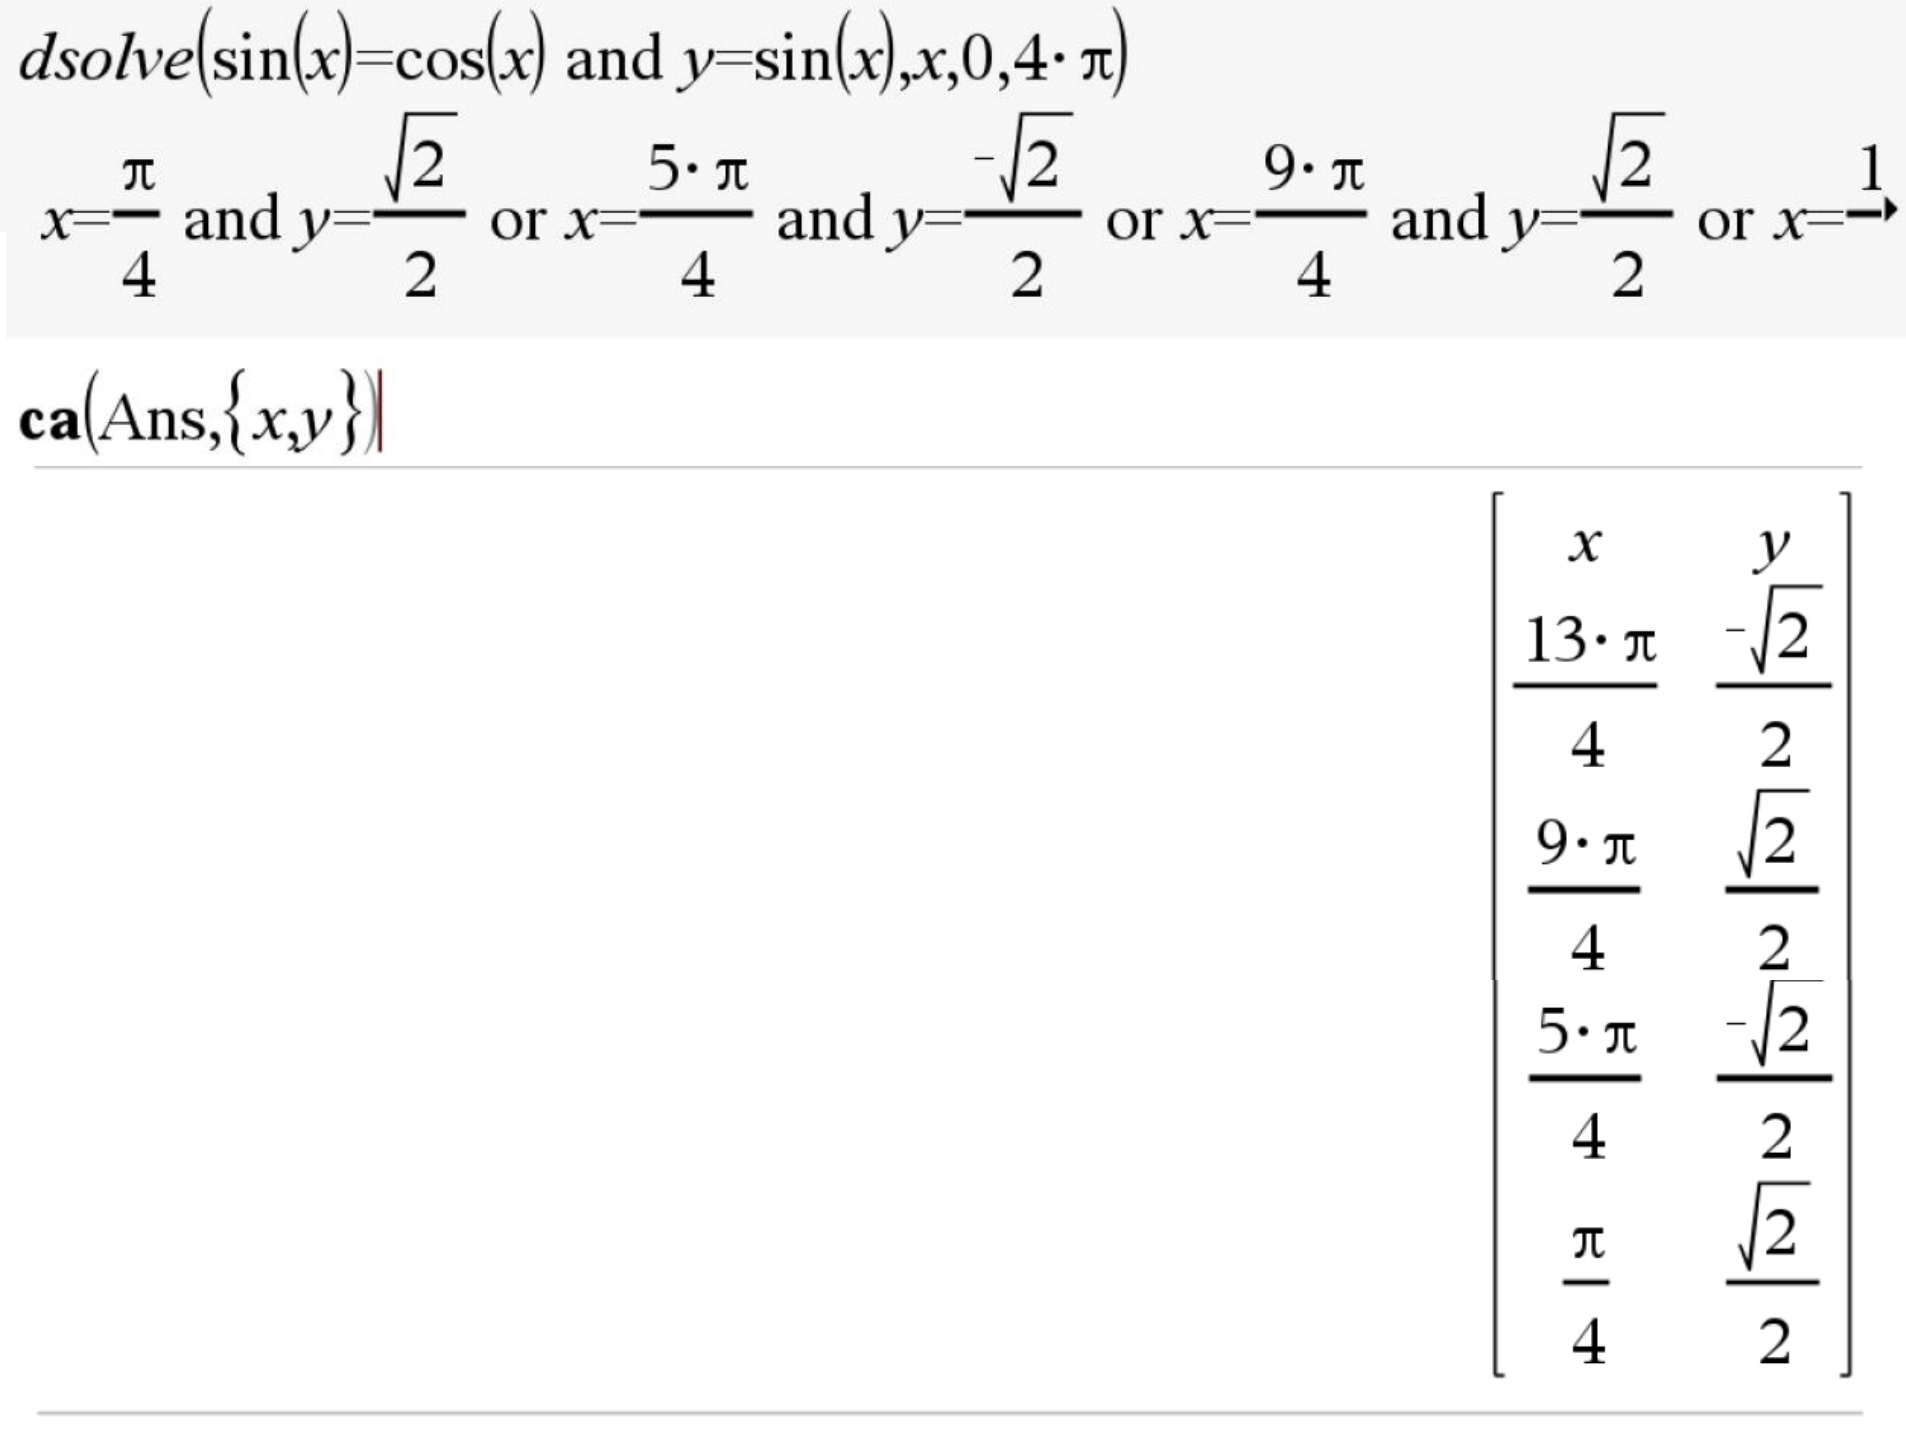 dsolve(sin(x)=cos(x) and y=sin(x),x,0,4·π)
x=π/4 and y=√2/2 or x=5·π/4 and y=-√2/2 or x=9·π/4 and y=√2/2 or x=1▸
ca(Ans,{x,y})
x y
13·π/4 -√2/2
9·π/4 √2/2
5·π/4 -√2/2
π/4 √2/2